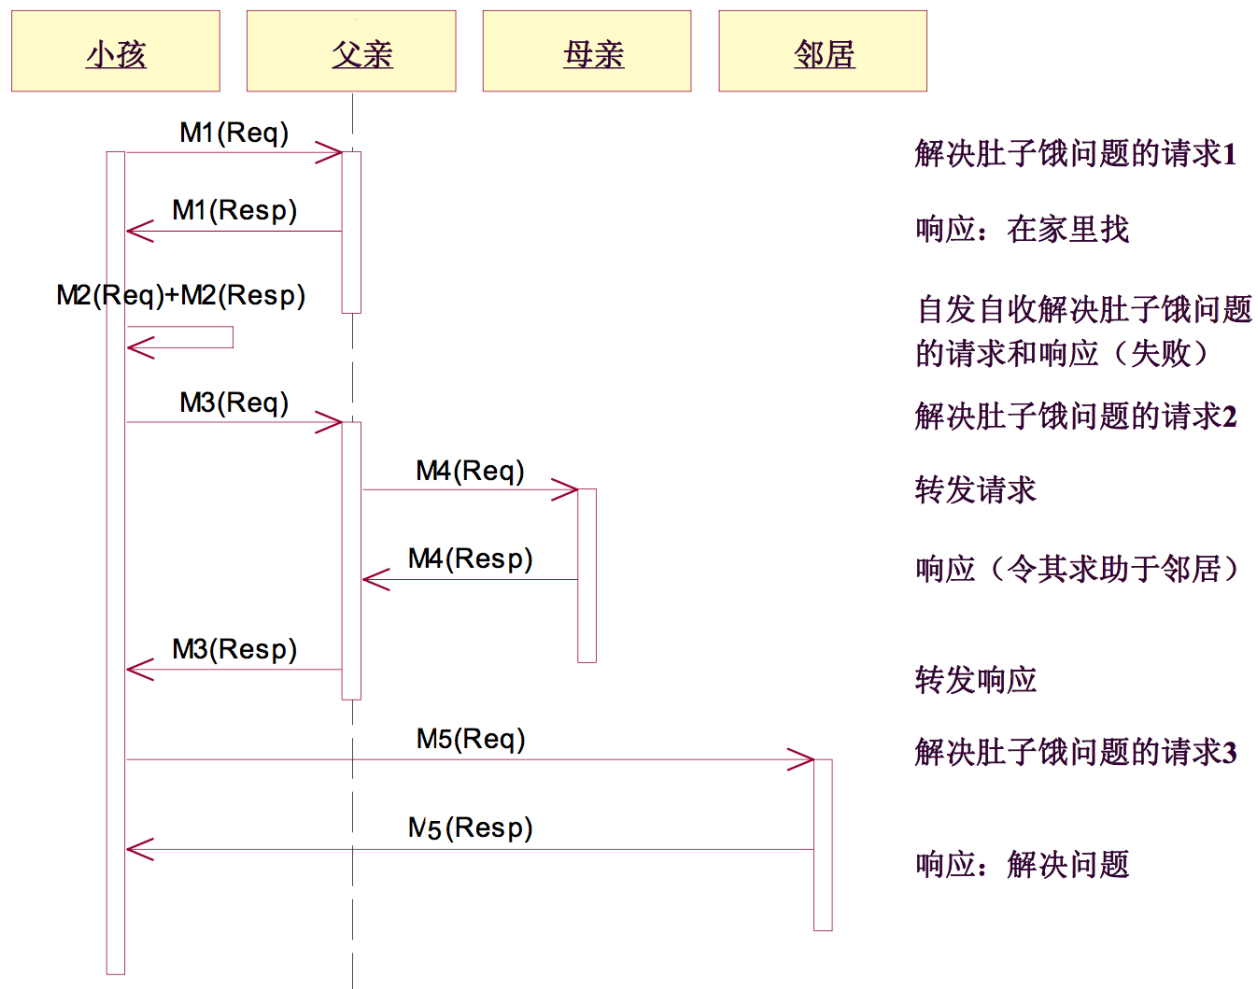 小孩 父亲 母亲 邻居
M1(Req)
解决肚子饿问题的请求1
M1(Resp)
响应：在家里找
M2(Req)+M2(Resp)
自发自收解决肚子饿问题
的请求和响应（失败）
M3(Req)
解决肚子饿问题的请求2
M4(Req)
转发请求
M4(Resp)
响应（令其求助于邻居）
M3(Resp)
转发响应
M5(Req)
解决肚子饿问题的请求3
M5(Resp)
响应：解决问题